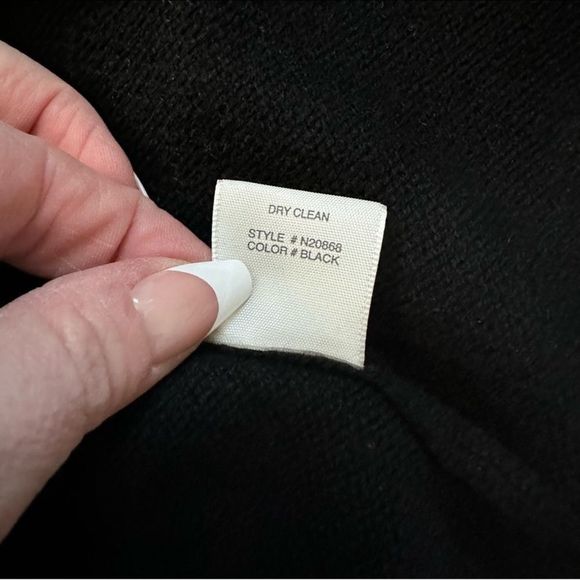 DRY CLEAN
STYLE # N20868
COLOR # BLACK